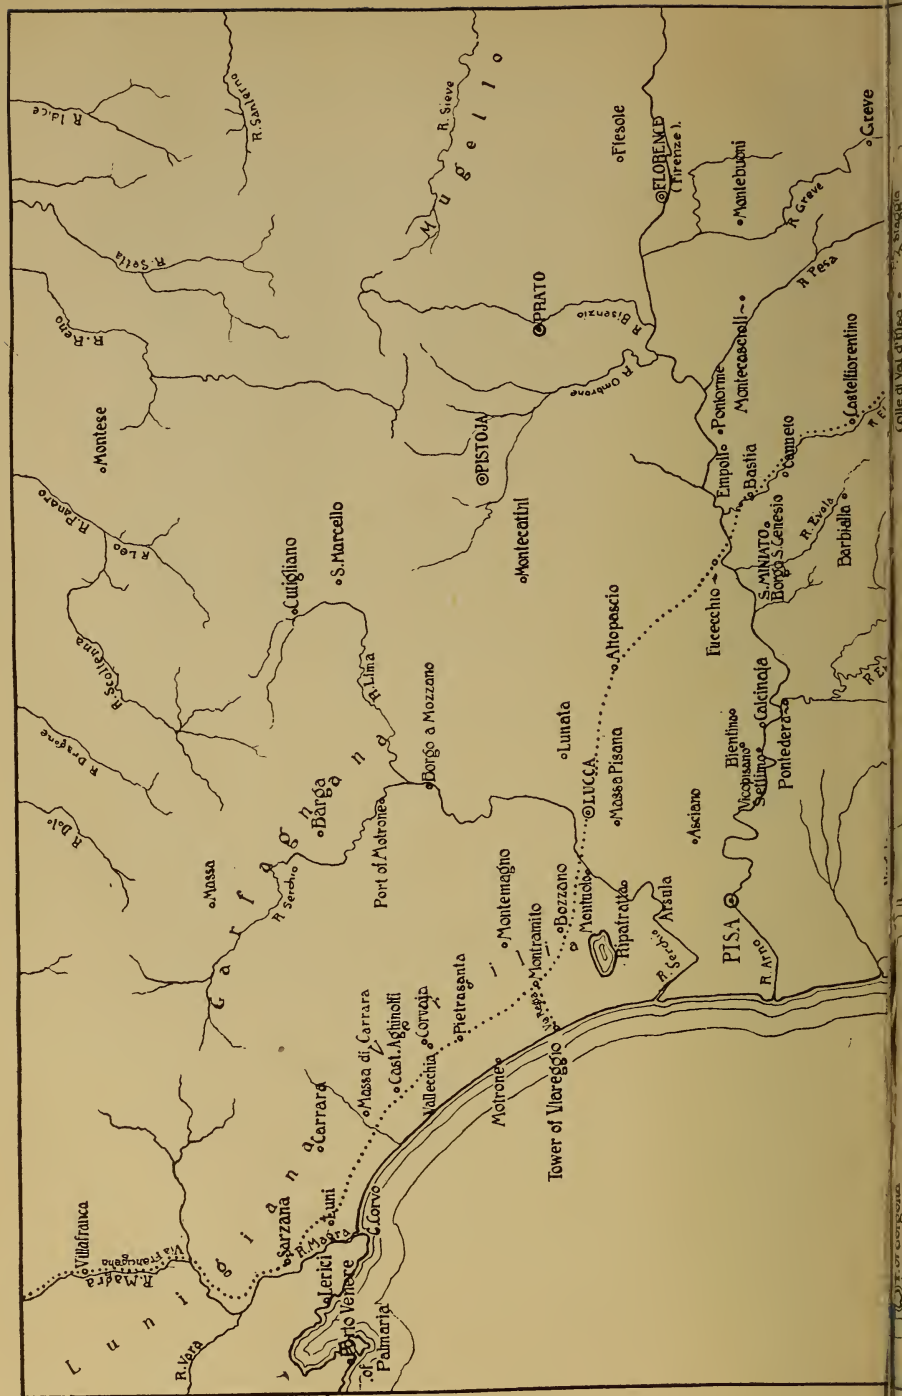 R. Idice
R. Santerno
R. Sieve
Mugello
Fiesole
FLORENCE
(Firenze).
Montebuoni
R Greve
Greve
R. Setta
R. Reno
PRATO
R Bisenzio
R Pesa
R Ombrone
Montese
PISTOJA
Montecatini
Pontorme
Montecascioli
Castelfiorentino
Empoli
Bastia
Canneto
R. Panaro
R Leo
R. Scoltenna
Cutigliano
S. Marcello
S. MINIATO
Borgo S. Genesio
R. Evola
Barbialla
Fucecchio
Altopascio
R. Lima
R Dragone
R Dolo
Borgo a Mozzano
Lunata
LUCCA
Massa Pisana
Bientina
Vicopisano
Settimo
Calcinaja
Pontedera
R E.
Garfagnana
Barga
Massa
R Serchio
Port of Motrone
Asciano
Montemagno
Montramito
Bozzano
Montuolo
Ripafratta
Arsula
R. Serchio
PISA
R. Arno
Pietrasanta
Corvaja
Cast. Aghinolfi
Massa di Carrara
Vallecchia
Motrone
Tower of Viareggio
Via Regia
Carrara
Lunigiana
Villafranca
Via Francigena
R. Magra
Sarzana
Luni
R. Magra
C. Corvo
Lerici
Porto Venere
I. of
Palmaria
R. Vara